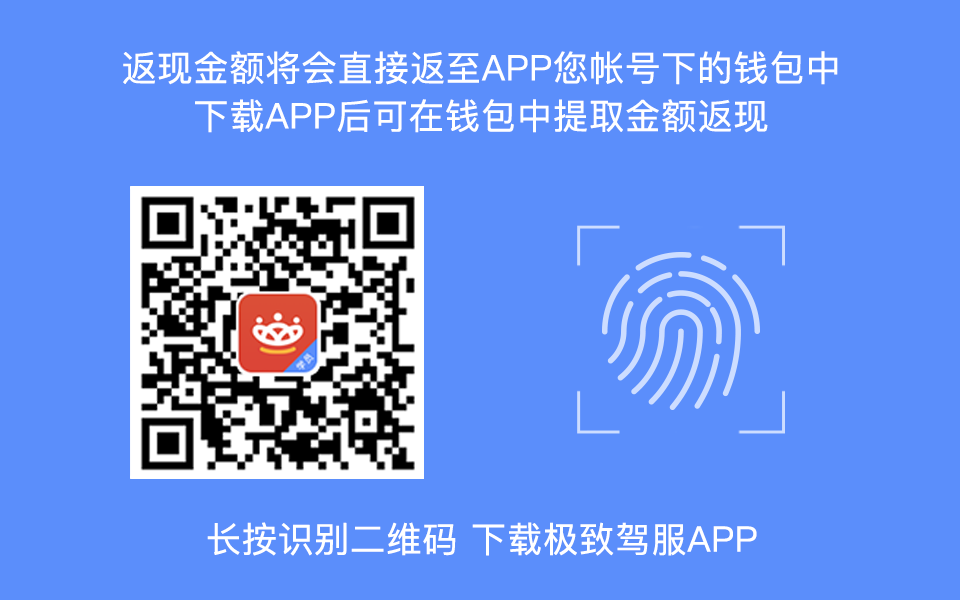 返现金额将会直接返至APP您帐号下的钱包中
下载APP后可在钱包中提取金额返现
学员
长按识别二维码 下载极致驾服APP